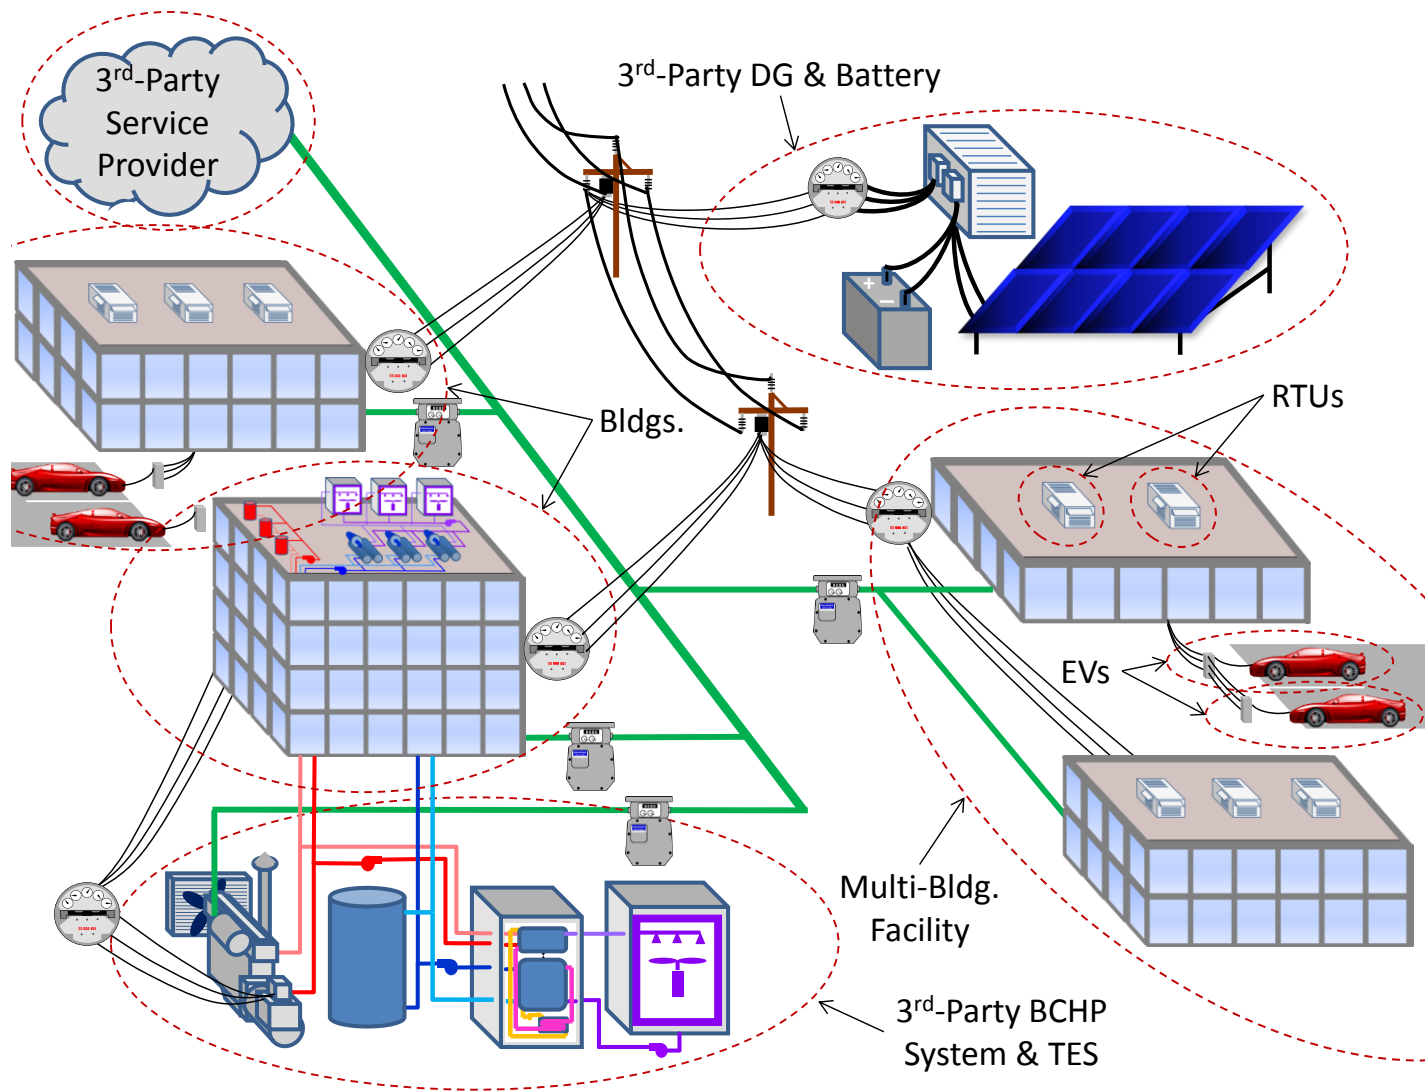 3rd-Party
Service
Provider
3rd-Party DG & Battery
+
−
Bldgs.
RTUs
EVs
Multi-Bldg.
Facility
3rd-Party BCHP
System & TES